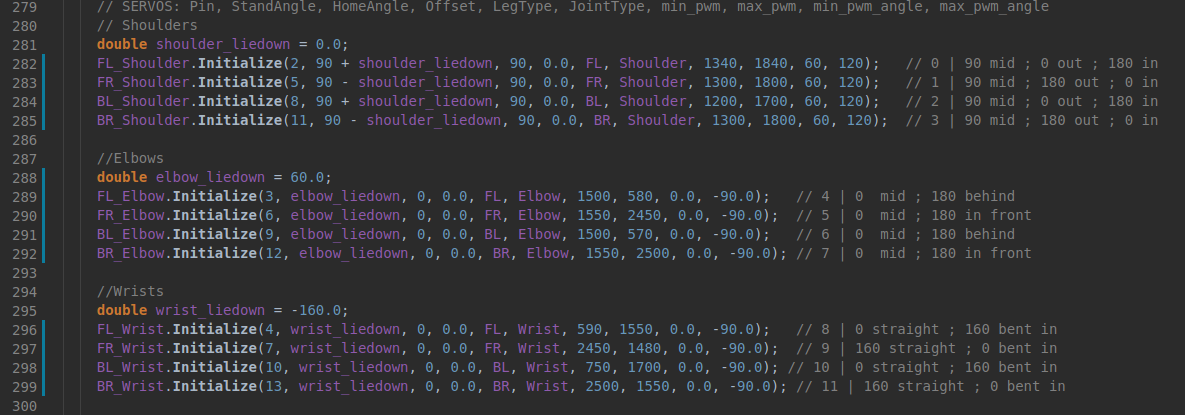 279 // SERVOS: Pin, StandAngle, HomeAngle, Offset, LegType, JointType, min_pwm, max_pwm, min_pwm_angle, max_pwm_angle
280 // Shoulders
281 double shoulder_liedown = 0.0;
282 FL_Shoulder.Initialize(2, 90 + shoulder_liedown, 90, 0.0, FL, Shoulder, 1340, 1840, 60, 120);   // 0 | 90 mid ; 0 out ; 180 in
283 FR_Shoulder.Initialize(5, 90 - shoulder_liedown, 90, 0.0, FR, Shoulder, 1300, 1800, 60, 120);   // 1 | 90 mid ; 180 out ; 0 in
284 BL_Shoulder.Initialize(8, 90 + shoulder_liedown, 90, 0.0, BL, Shoulder, 1200, 1700, 60, 120);   // 2 | 90 mid ; 0 out ; 180 in
285 BR_Shoulder.Initialize(11, 90 - shoulder_liedown, 90, 0.0, BR, Shoulder, 1300, 1800, 60, 120);  // 3 | 90 mid ; 180 out ; 0 in
286
287 //Elbows
288 double elbow_liedown = 60.0;
289 FL_Elbow.Initialize(3, elbow_liedown, 0, 0.0, FL, Elbow, 1500, 580, 0.0, -90.0);   // 4 | 0  mid ; 180 behind
290 FR_Elbow.Initialize(6, elbow_liedown, 0, 0.0, FR, Elbow, 1550, 2450, 0.0, -90.0);  // 5 | 0  mid ; 180 in front
291 BL_Elbow.Initialize(9, elbow_liedown, 0, 0.0, BL, Elbow, 1500, 570, 0.0, -90.0);   // 6 | 0  mid ; 180 behind
292 BR_Elbow.Initialize(12, elbow_liedown, 0, 0.0, BR, Elbow, 1550, 2500, 0.0, -90.0); // 7 | 0  mid ; 180 in front
293
294 //Wrists
295 double wrist_liedown = -160.0;
296 FL_Wrist.Initialize(4, wrist_liedown, 0, 0.0, FL, Wrist, 590, 1550, 0.0, -90.0);   // 8 | 0 straight ; 160 bent in
297 FR_Wrist.Initialize(7, wrist_liedown, 0, 0.0, FR, Wrist, 2450, 1480, 0.0, -90.0);  // 9 | 160 straight ; 0 bent in
298 BL_Wrist.Initialize(10, wrist_liedown, 0, 0.0, BL, Wrist, 750, 1700, 0.0, -90.0); // 10 | 0 straight ; 160 bent in
299 BR_Wrist.Initialize(13, wrist_liedown, 0, 0.0, BR, Wrist, 2500, 1550, 0.0, -90.0); // 11 | 160 straight ; 0 bent in
300